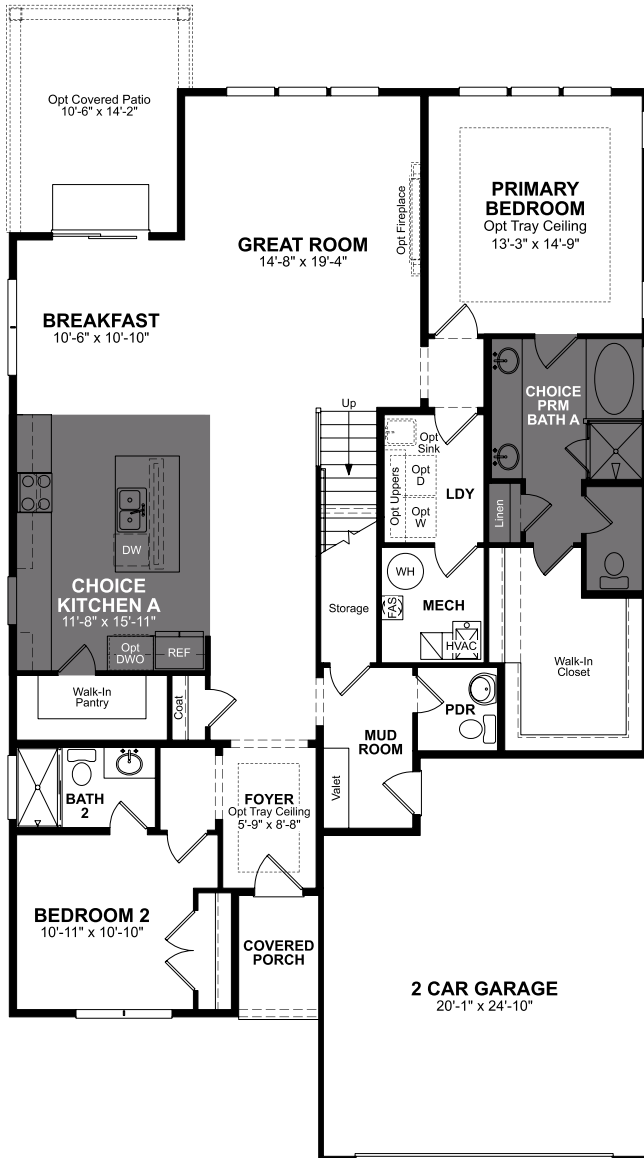 Opt Covered Patio
10'-6" x 14'-2"
GREAT ROOM
14'-8" x 19'-4"
Opt Fireplace
PRIMARY
BEDROOM
Opt Tray Ceiling
13'-3" x 14'-9"
BREAKFAST
10'-6" x 10'-10"
CHOICE
PRM
BATH A
Up
Opt
Sink
Opt Uppers
Opt
D
Opt
W
LDY
Linen
DW
CHOICE
KITCHEN A
11'-8" x 15'-11"
Opt
DWO
REF
Storage
WH
FAS
MECH
HVAC
Walk-In
Closet
Walk-In
Pantry
Coat
PDR
MUD
ROOM
Valet
BATH
2
FOYER
Opt Tray Ceiling
5'-9" x 8'-8"
BEDROOM 2
10'-11" x 10'-10"
COVERED
PORCH
2 CAR GARAGE
20'-1" x 24'-10"